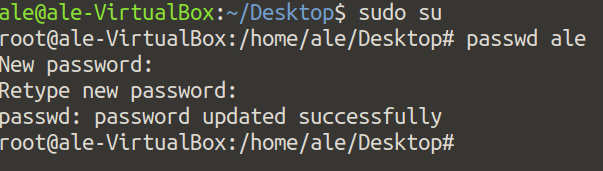 ale@ale-VirtualBox:~/Desktop$ sudo su
root@ale-VirtualBox:/home/ale/Desktop# passwd ale
New password:
Retype new password:
passwd: password updated successfully
root@ale-VirtualBox:/home/ale/Desktop#